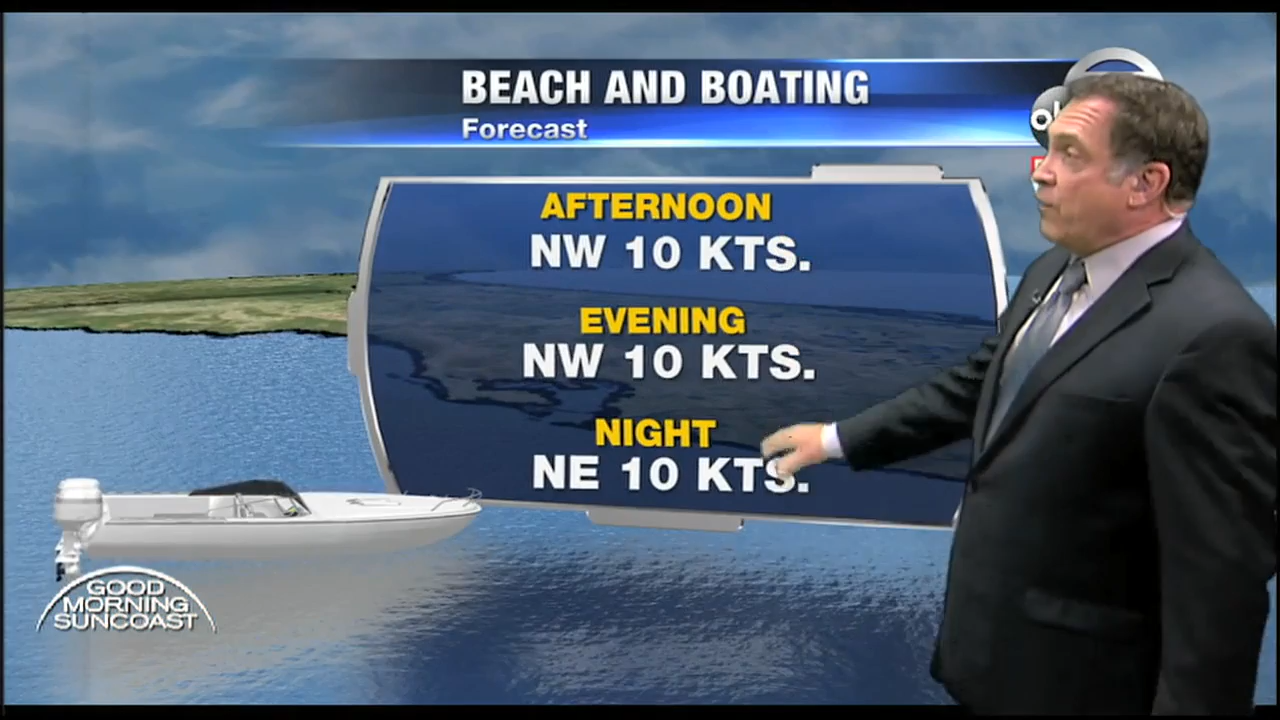 BEACH AND BOATING
Forecast
AFTERNOON
NW 10 KTS.
EVENING
NW 10 KTS.
NIGHT
NE 10 KTS.
GOOD
MORNING
SUNCOAST